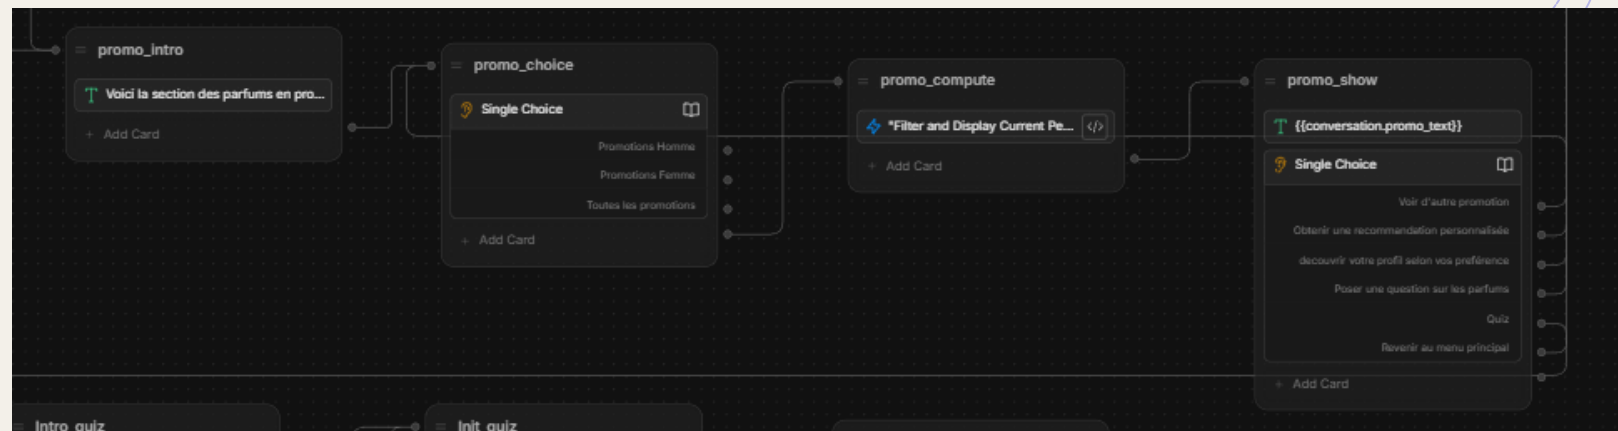 promo_intro
Voici la section des parfums en pro...
+ Add Card
promo_choice
Single Choice
Promotions Homme
Promotions Femme
Toutes les promotions
+ Add Card
promo_compute
*Filter and Display Current Pe...
</>
+ Add Card
promo_show
{{conversation.promo_text}}
Single Choice
Voir d'autre promotion
Obtenir une recommandation personnalisée
decouvrir votre profil selon vos preférence
Poser une question sur les parfums
Quiz
Revenir au menu principal
+ Add Card
Intro_quiz
Init_quiz